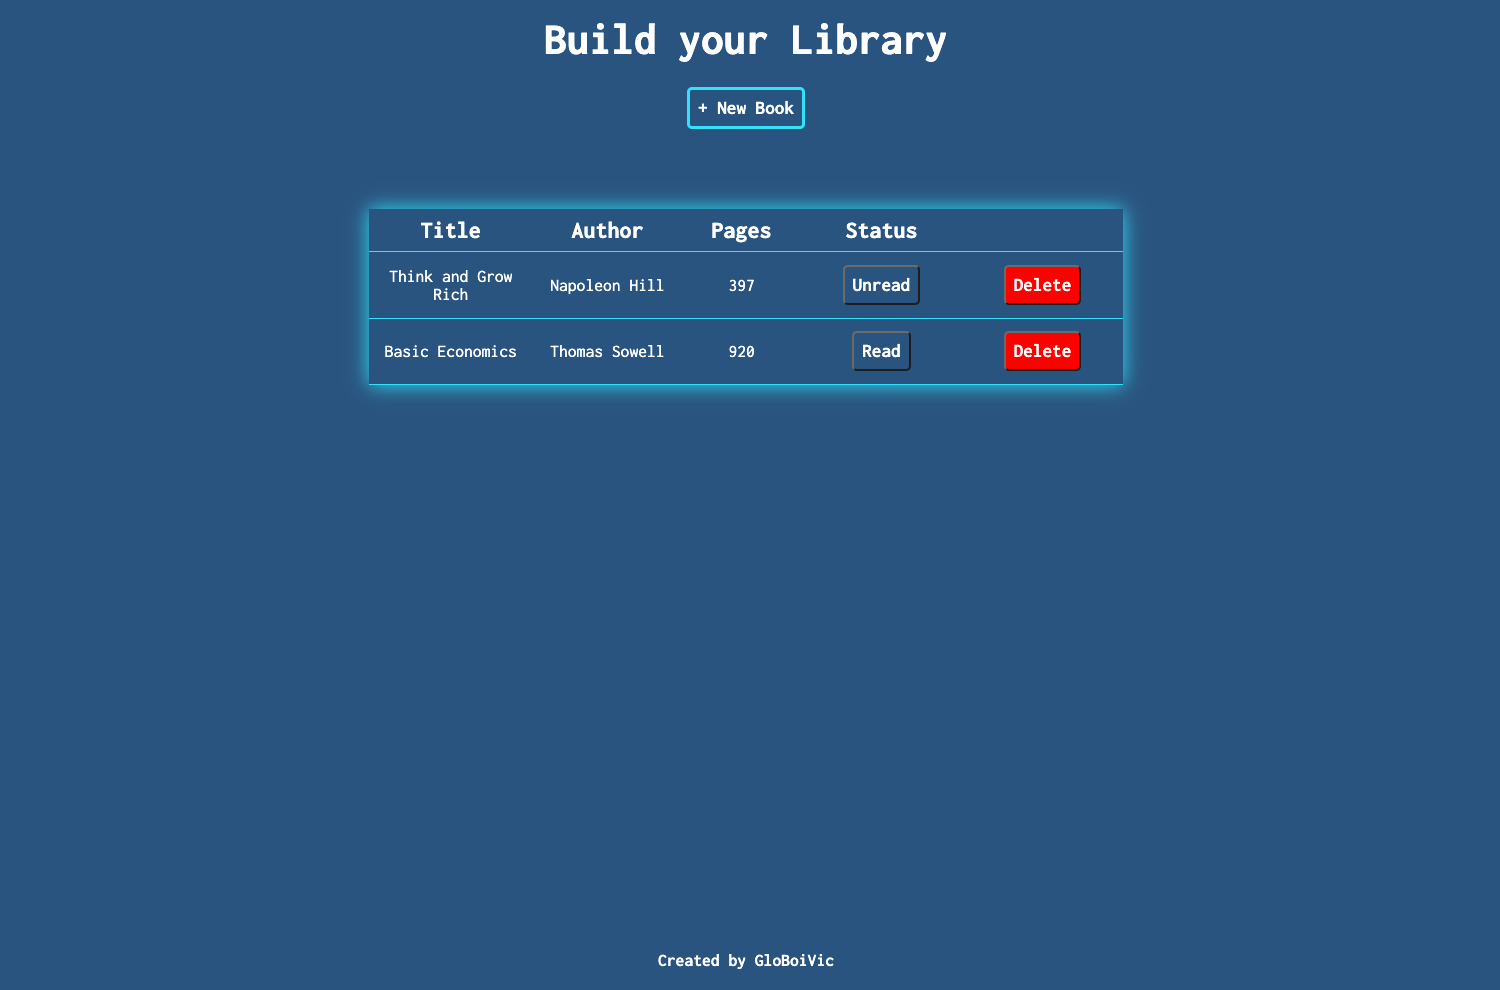 Build your Library
+ New Book
Title Author Pages Status
Think and Grow
Rich
Napoleon Hill 397 Unread Delete
Basic Economics Thomas Sowell 920 Read Delete
Created by GloBoiVic